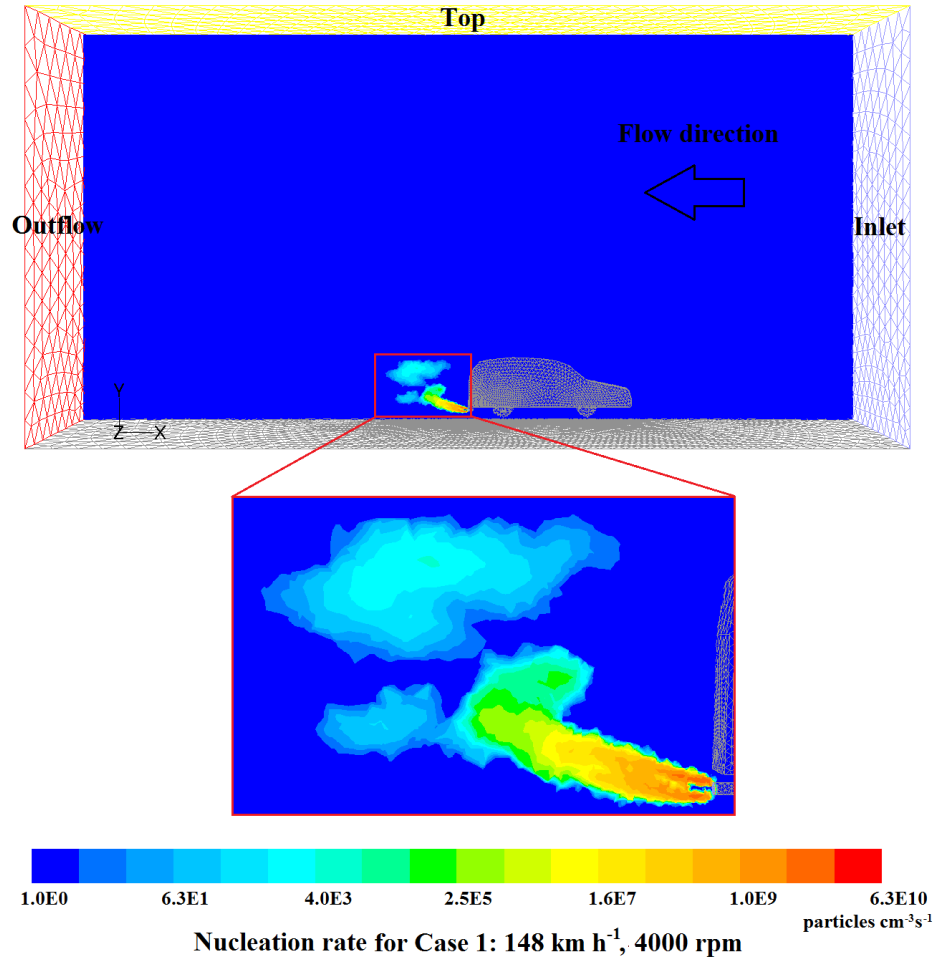 Top
Flow direction
Outflow
Inlet
Y
Z X
1.0E0 6.3E1 4.0E3 2.5E5 1.6E7 1.0E9 6.3E10
particles cm⁻³s⁻¹
Nucleation rate for Case 1: 148 km h⁻¹, 4000 rpm